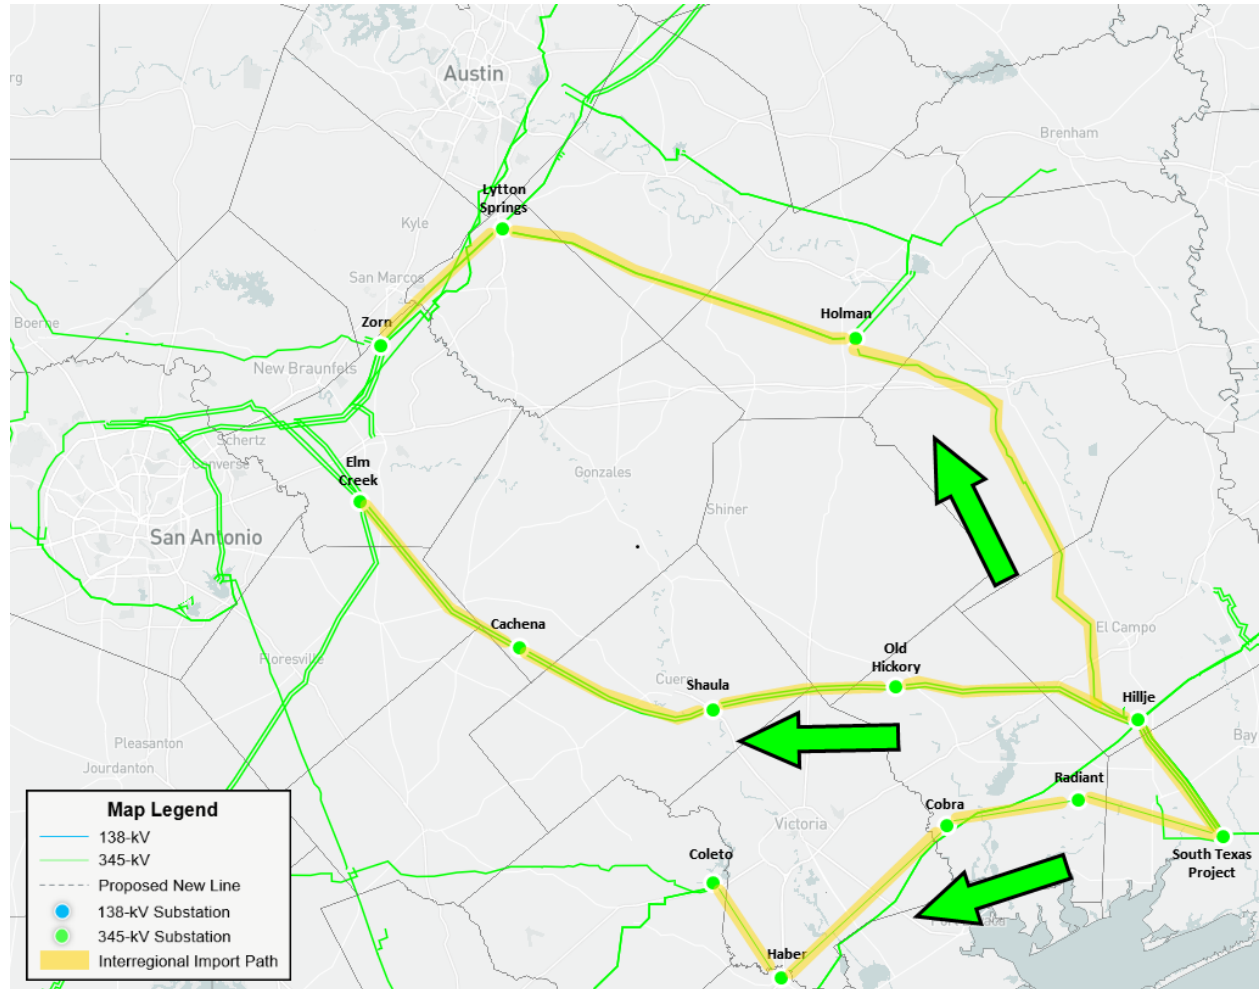 Austin
Brenham
Lytton
Springs
Kyle
San Marcos
Zorn
Holman
Boerne
New Braunfels
Schertz
Converse
Elm
Creek
Gonzales
Shiner
San Antonio
El Campo
Cachena
Old
Hickory
Floresville
Cuero
Shaula
Hillje
Bay
Pleasanton
Jourdanton
Radiant
Cobra
Victoria
Coleto
South Texas
Project
Haber
Map Legend
138-kV
345-kV
Proposed New Line
138-kV Substation
345-kV Substation
Interregional Import Path